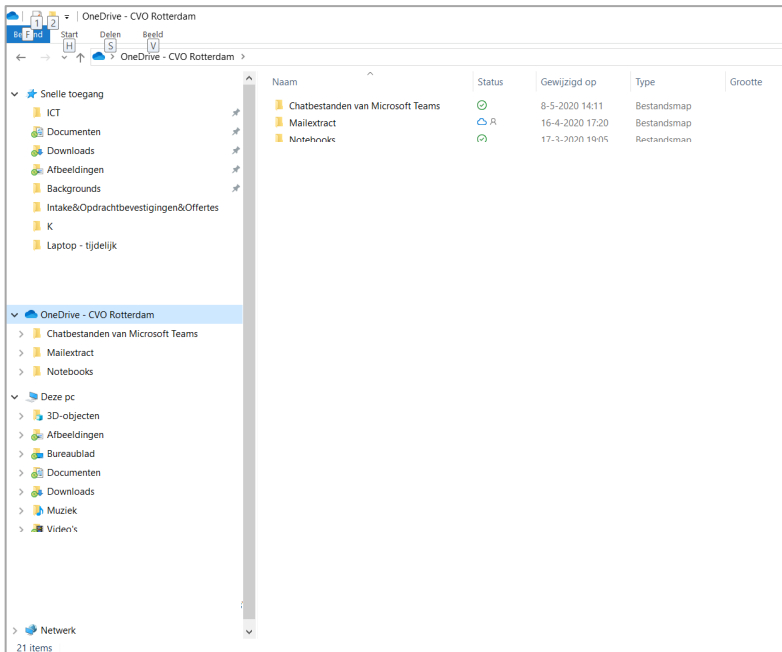 1 2 OneDrive - CVO Rotterdam
Bestand Start Delen Beeld
F H S V
OneDrive - CVO Rotterdam
Naam Status Gewijzigd op Type Grootte
Chatbestanden van Microsoft Teams 8-5-2020 14:11 Bestandsmap
Mailextract 16-4-2020 17:20 Bestandsmap
Notebooks 17-3-2020 19:05 Bestandsmap
Snelle toegang
ICT
Documenten
Downloads
Afbeeldingen
Backgrounds
Intake&Opdrachtbevestigingen&Offertes
K
Laptop - tijdelijk
OneDrive - CVO Rotterdam
Chatbestanden van Microsoft Teams
Mailextract
Notebooks
Deze pc
3D-objecten
Afbeeldingen
Bureaublad
Documenten
Downloads
Muziek
Video's
Netwerk
21 items